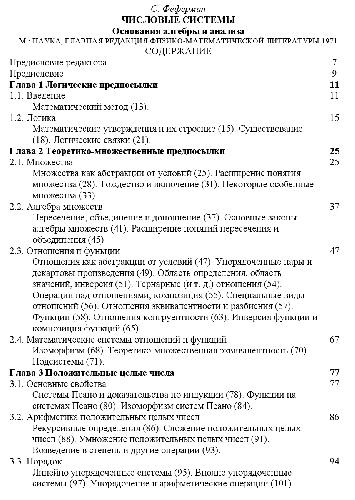 С. Феферман
ЧИСЛОВЫЕ СИСТЕМЫ
Основания алгебры и анализа
М.: НАУКА, ГЛАВНАЯ РЕДАКЦИЯ ФИЗИКО-МАТЕМАТИЧЕСКОЙ ЛИТЕРАТУРЫ 1971
СОДЕРЖАНИЕ
Предисловие редактора 7
Предисловие 9
Глава 1 Логические предпосылки 11
1.1. Введение 11
Математический метод (13).
1.2. Логика 15
Математические утверждения и их строение (15). Существование
(18). Логические связки (21).
Глава 2 Теоретико-множественные предпосылки 25
2.1. Множества 25
Множества как абстракции от условий (25). Расширение понятия
множества (28). Тождество и включение (31). Некоторые особенные
множества (33)
2.2. Алгебра множеств 37
Пересечение, объединение и дополнение (37). Основные законы
алгебры множеств (41). Расширение понятий пересечения и
объединения (45)
2.3. Отношения и функции 47
Отношения как абстракции от условий (47). Упорядоченные пары и
декартовы произведения (49). Область определения, область
значений, инверсия (51). Тернарные (и т. д.) отношения (54).
Операции над отношениями, композиция (55). Специальные виды
отношений (56). Отношения эквивалентности и разбиения (57).
Функции (58). Отношения конгруэнтности (63). Инверсия функции и
композиция функций (65).
2.4. Математические системы отношений и функций 67
Изоморфизм (68). Теоретико-множественная эквивалентность (70)
Подсистемы (71).
Глава 3 Положительные целые числа 77
3.1. Основные свойства 77
Системы Пеано и доказательства по индукции (78). Функции на
системах Пеано (80). Изоморфизм систем Пеано (84).
3.2. Арифметика положительных целых чисел 86
Рекурсивные определения (86). Сложение положительных целых
чисел (88). Умножение положительных целых чисел (91).
Возведение в степень и другие операции (93).
3.3. Порядок 94
Линейно упорядоченные системы (95). Вполне упорядоченные
системы (97). Упорядочение и арифметические операции (101)